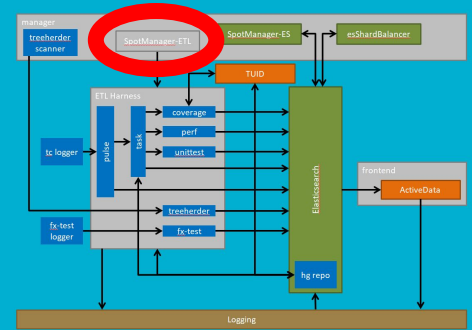 manager
treeherder
scanner
SpotManager-ETL
SpotManager-ES
esShardBalancer
TUID
ETL Harness
coverage
perf
unittest
pulse
task
tc logger
treeherder
fx-test
fx-test
logger
Elasticsearch
hg repo
frontend
ActiveData
Logging